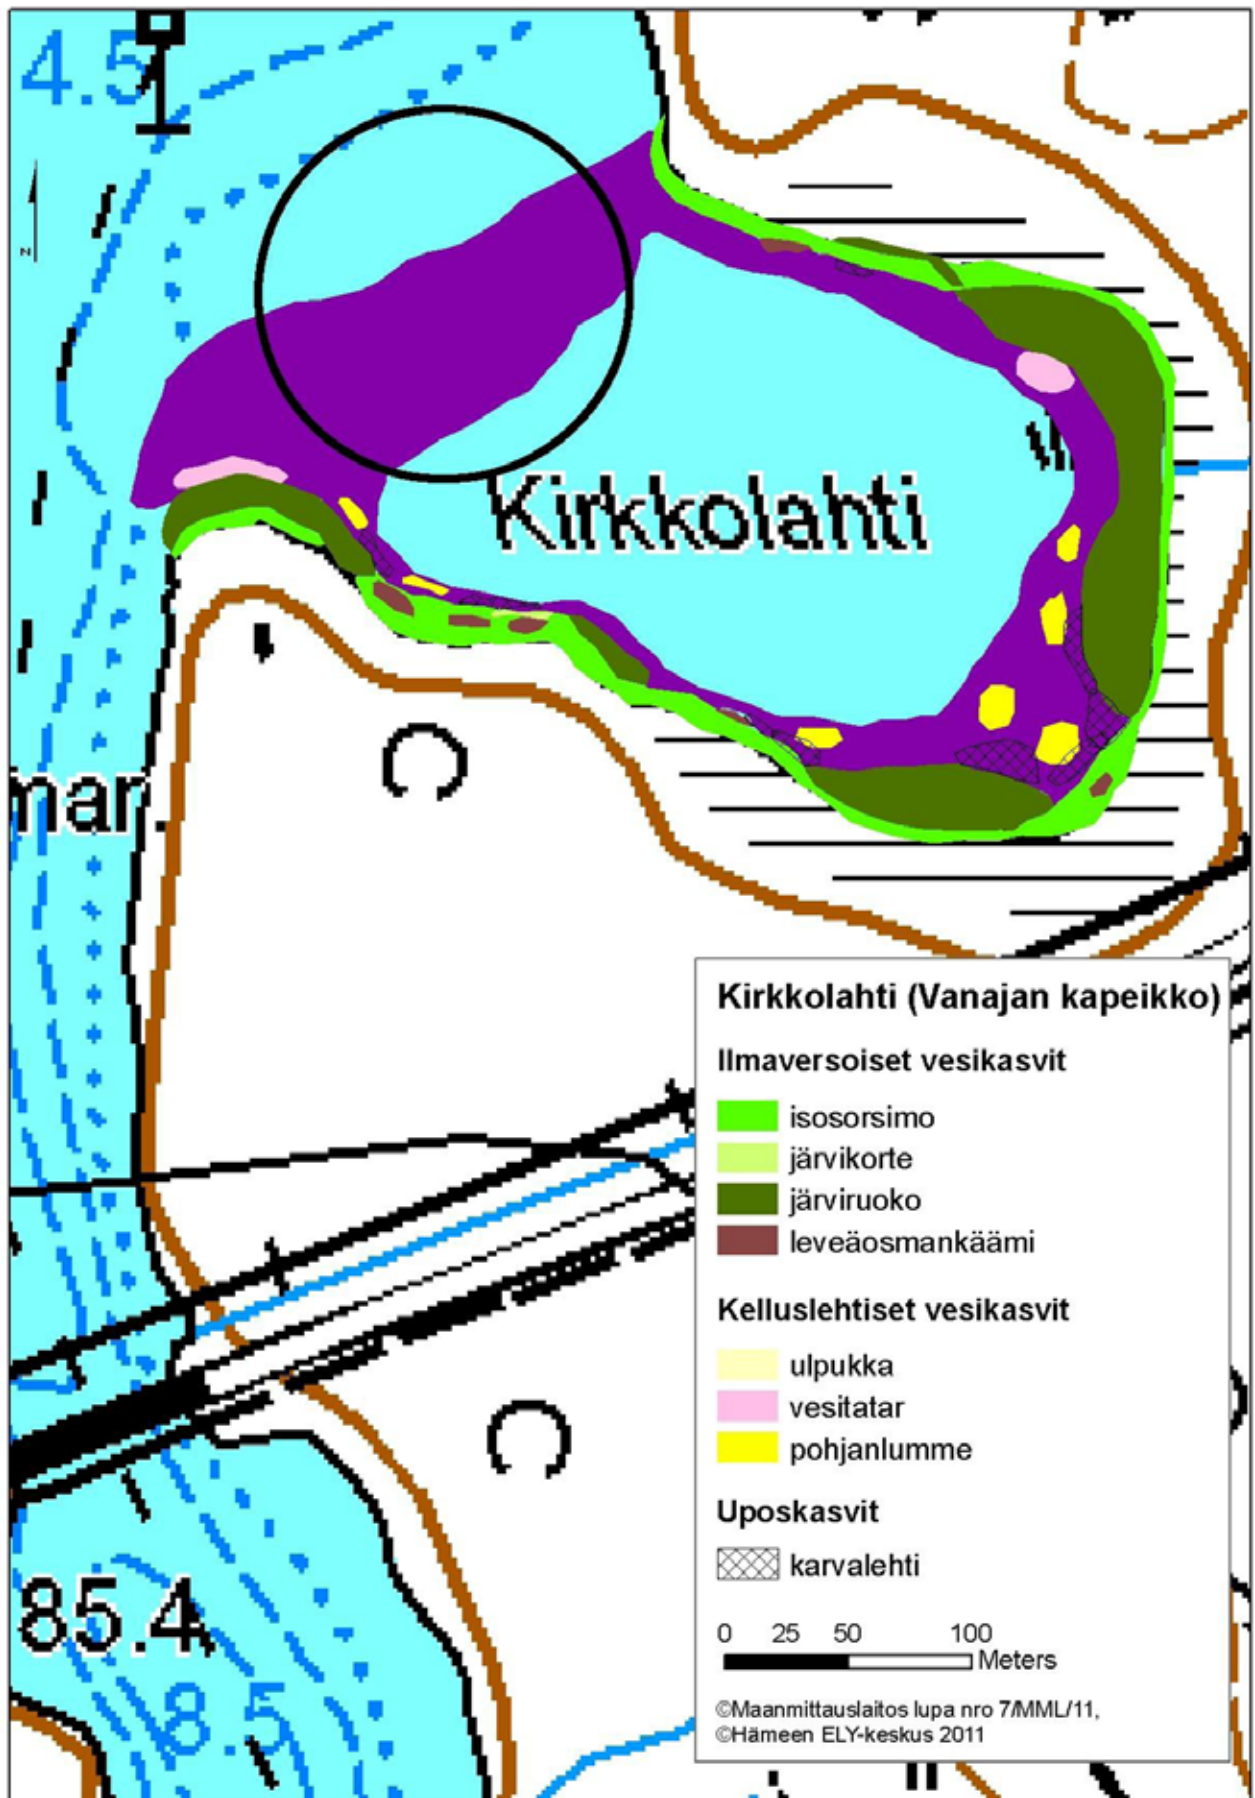 4.5
N
Kirkkolahti
man.
Kirkkolahti (Vanajan kapeikko)
Ilmaversoiset vesikasvit
isosorsimo
järvikorte
järviruoko
leveäosmankäämi
Kelluslehtiset vesikasvit
ulpukka
vesitatar
pohjanlumme
Uposkasvit
karvalehti
0 25 50 100
Meters
©Maanmittauslaitos lupa nro 7/MML/11,
©Hämeen ELY-keskus 2011
85.4
8.5